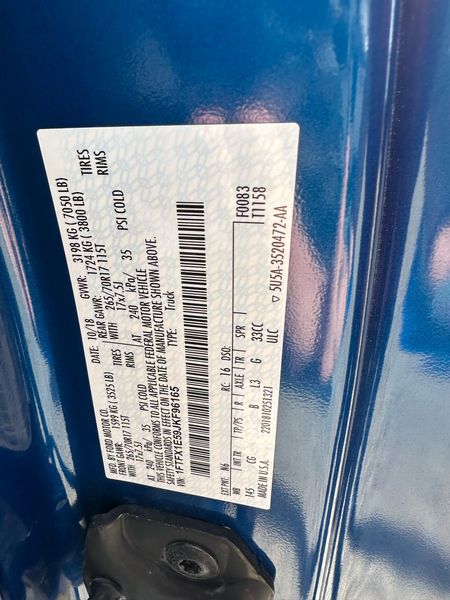 MFD. BY FORD MOTOR CO.
DATE: 10/18 GVWR: 3198 KG ( 7050 LB)
FRONT GAWR: 1599 KG ( 3525 LB) REAR GAWR: 1724 KG ( 3800 LB)
WITH 265/70R17 115T TIRES WITH 265/70R17 115T TIRES
17x7.5J RIMS 17x7.5J RIMS
AT 240 kPa/ 35 PSI COLD AT 240 kPa/ 35 PSI COLD
THIS VEHICLE CONFORMS TO ALL APPLICABLE FEDERAL MOTOR VEHICLE
SAFETY STANDARDS IN EFFECT ON THE DATE OF MANUFACTURE SHOWN ABOVE.
VIN: TYPE: Truck
F0083
T1158
EXT PNT: N6 RC: 16 DSO:
WB INT TR TP/PS R AXLE TR SPR
145 CG B L3 G 33CC
MADE IN U.S.A. ULC
2201810251321
5U5A-3520472-AA